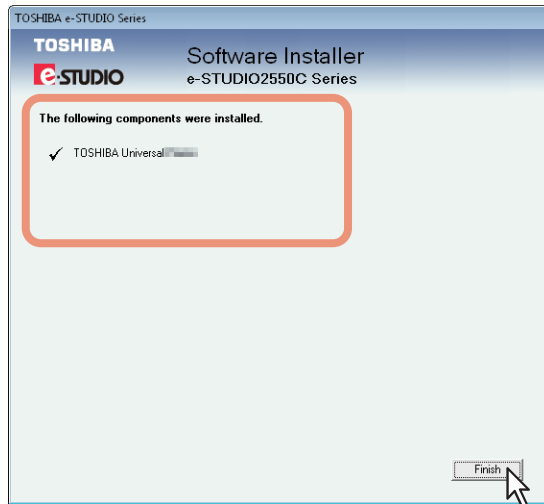 TOSHIBA e-STUDIO Series
TOSHIBA
e-STUDIO
Software Installer
e-STUDIO2550C Series
The following components were installed.
TOSHIBA Universal
Finish